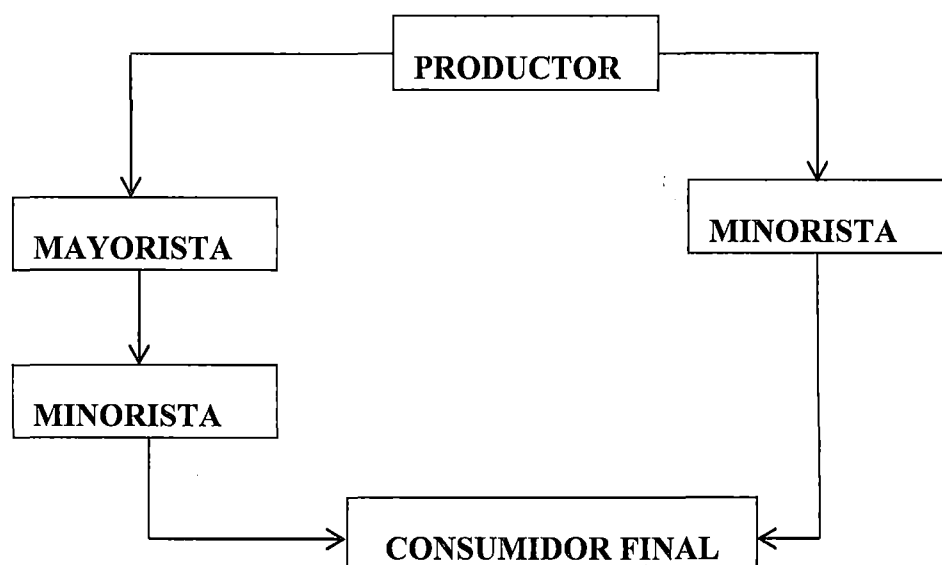 PRODUCTOR
MAYORISTA
MINORISTA
MINORISTA
CONSUMIDOR FINAL